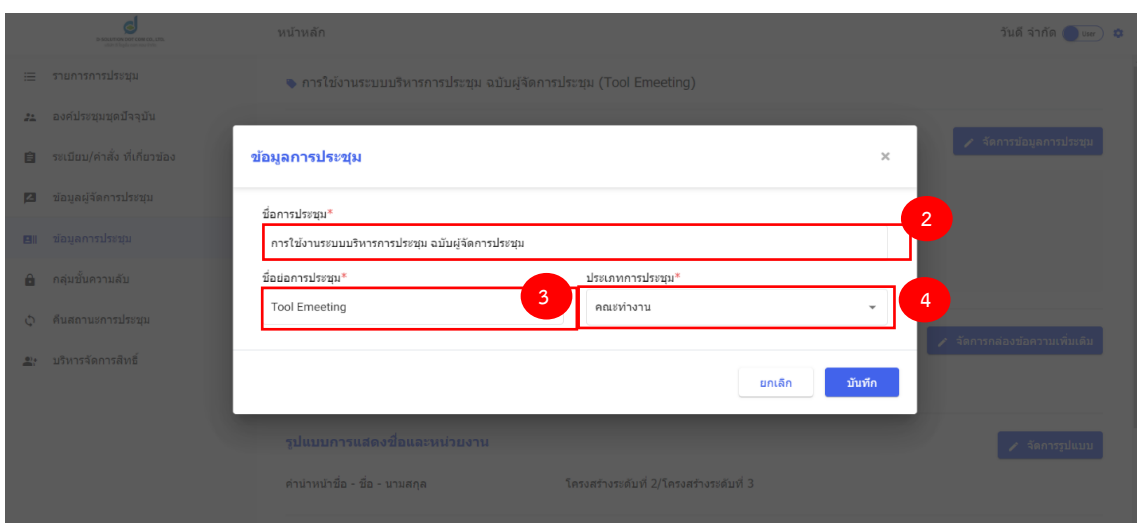 หน้าหลัก
วันดี จำกัด
User
รายการการประชุม
การใช้งานระบบบริหารการประชุม ฉบับผู้จัดการประชุม (Tool Emeeting)
องค์ประชุมชุดปัจจุบัน
จัดการข้อมูลการประชุม
ระเบียบ/คำสั่ง ที่เกี่ยวข้อง
ข้อมูลการประชุม
×
ข้อมูลผู้จัดการประชุม
ชื่อการประชุม*
2
ข้อมูลการประชุม
การใช้งานระบบบริหารการประชุม ฉบับผู้จัดการประชุม
กลุ่มชั้นความลับ
ชื่อย่อการประชุม*
3
ประเภทการประชุม*
4
Tool Emeeting
คณะทำงาน
คืนสถานะการประชุม
จัดการกล่องข้อความเพิ่มเติม
บริหารจัดการสิทธิ์
ยกเลิก
บันทึก
รูปแบบการแสดงชื่อและหน่วยงาน
จัดการรูปแบบ
คำนำหน้าชื่อ - ชื่อ - นามสกุล
โครงสร้างระดับที่ 2/โครงสร้างระดับที่ 3